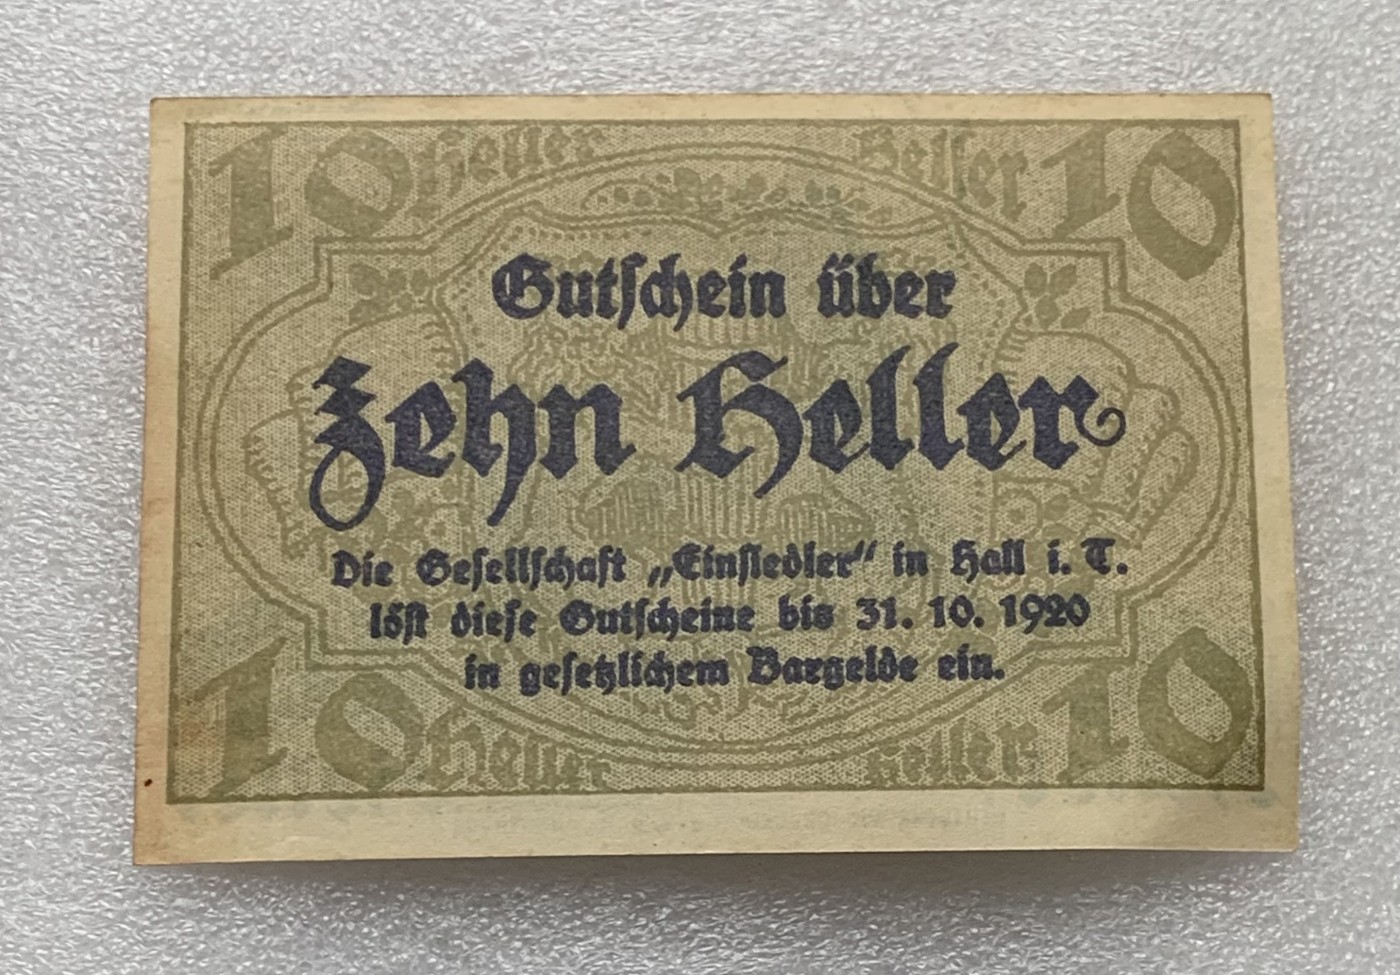 10 Heller Heller 10
Gutschein über
Zehn Heller
Die Gesellschaft „Einsiedler“ in Hall i. T.
löst diese Gutscheine bis 31. 10. 1920
in gesetzlichem Bargelde ein.
10 Heller Heller 10